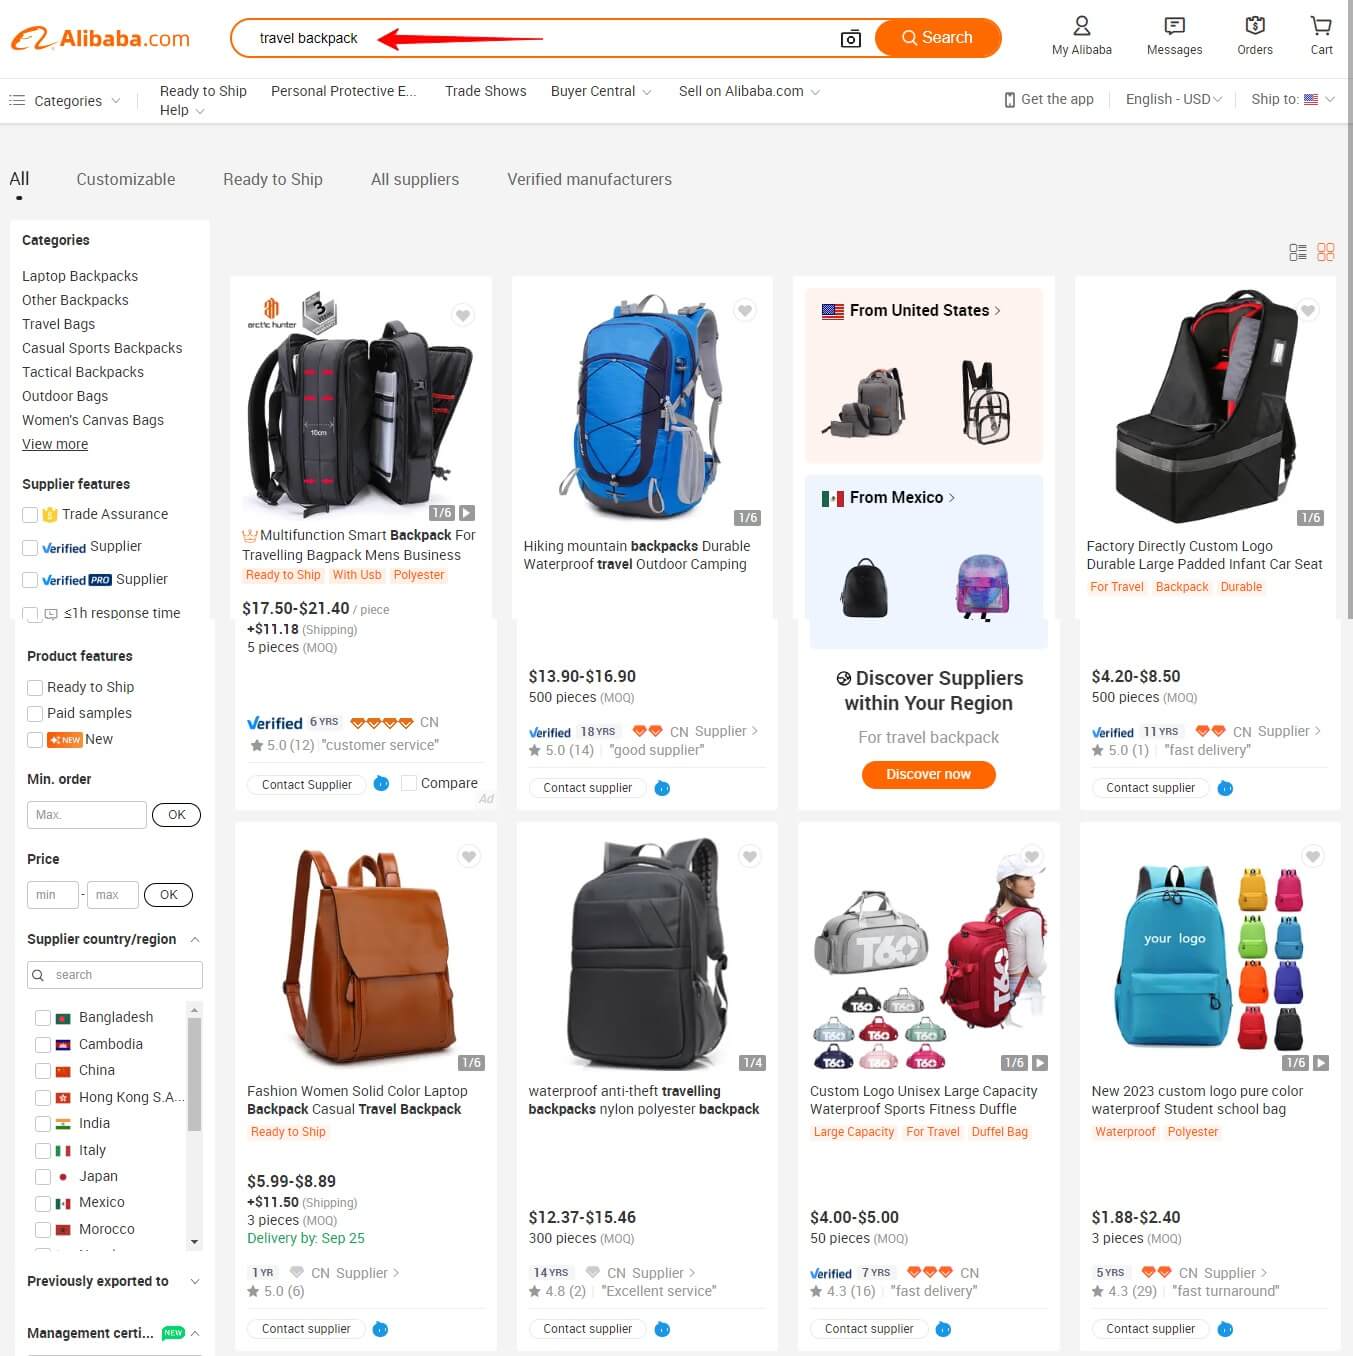 Alibaba.com
travel backpack
Search
My Alibaba
Messages
Orders
Cart
Categories
Ready to Ship
Personal Protective E...
Trade Shows
Buyer Central
Sell on Alibaba.com
Help
Get the app
English - USD
Ship to:
All
Customizable
Ready to Ship
All suppliers
Verified manufacturers
Categories
Laptop Backpacks
Other Backpacks
Travel Bags
Casual Sports Backpacks
Tactical Backpacks
Outdoor Bags
Women's Canvas Bags
View more
Supplier features
Trade Assurance
Verified Supplier
Verified PRO Supplier
≤1h response time
Product features
Ready to Ship
Paid samples
NEW New
Min. order
Max.
OK
Price
min - max
OK
Supplier country/region
search
Bangladesh
Cambodia
China
Hong Kong S.A...
India
Italy
Japan
Mexico
Morocco
Previously exported to
Management certi... NEW
arctic hunter
3
10cm
1/6
Multifunction Smart Backpack For
Travelling Bagpack Mens Business
Ready to Ship With Usb Polyester
$17.50-$21.40 / piece
+$11.18 (Shipping)
5 pieces (MOQ)
Verified 6 YRS CN
5.0 (12) "customer service"
Contact Supplier
Compare
Ad
1/6
Hiking mountain backpacks Durable
Waterproof travel Outdoor Camping
$13.90-$16.90
500 pieces (MOQ)
Verified 18 YRS CN Supplier
5.0 (14) "good supplier"
Contact supplier
From United States
From Mexico
Discover Suppliers
within Your Region
For travel backpack
Discover now
1/6
Factory Directly Custom Logo
Durable Large Padded Infant Car Seat
For Travel Backpack Durable
$4.20-$8.50
500 pieces (MOQ)
Verified 11 YRS CN Supplier
5.0 (1) "fast delivery"
Contact supplier
1/6
Fashion Women Solid Color Laptop
Backpack Casual Travel Backpack
Ready to Ship
$5.99-$8.89
+$11.50 (Shipping)
3 pieces (MOQ)
Delivery by: Sep 25
1 YR CN Supplier
5.0 (6)
Contact supplier
1/4
waterproof anti-theft travelling
backpacks nylon polyester backpack
$12.37-$15.46
300 pieces (MOQ)
14 YRS CN Supplier
4.8 (2) "Excellent service"
Contact supplier
T60
T60
T60 T60
T60 T60 T60
T60 T60 T60
1/6
Custom Logo Unisex Large Capacity
Waterproof Sports Fitness Duffle
Large Capacity For Travel Duffel Bag
$4.00-$5.00
50 pieces (MOQ)
Verified 7 YRS CN
4.3 (16) "fast delivery"
Contact supplier
your logo
1/6
New 2023 custom logo pure color
waterproof Student school bag
Waterproof Polyester
$1.88-$2.40
3 pieces (MOQ)
5 YRS CN Supplier
4.3 (29) "fast turnaround"
Contact supplier